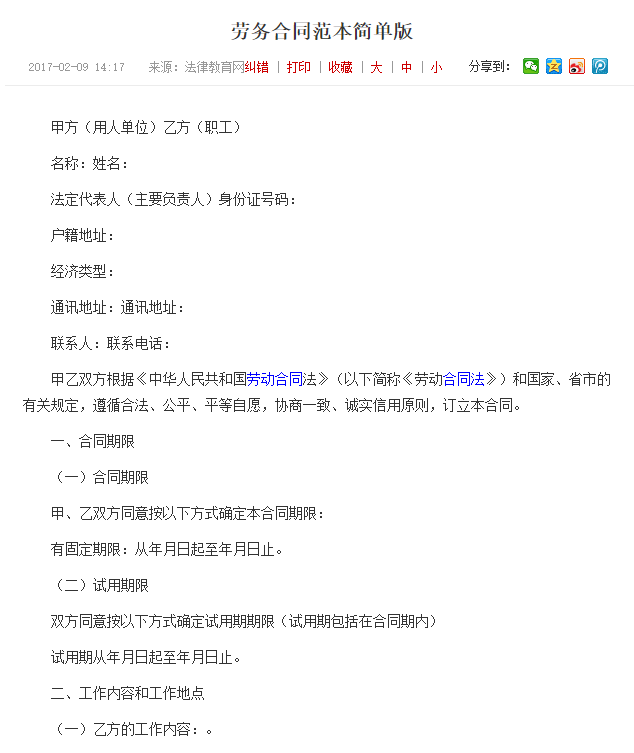 劳务合同范本简单版
2017-02-09 14:17 来源：法律教育网纠错 | 打印 | 收藏 | 大 | 中 | 小 分享到：
甲方（用人单位）乙方（职工）
名称：姓名：
法定代表人（主要负责人）身份证号码：
户籍地址：
经济类型：
通讯地址：通讯地址：
联系人：联系电话：
甲乙双方根据《中华人民共和国劳动合同法》（以下简称《劳动合同法》）和国家、省市的
有关规定，遵循合法、公平、平等自愿，协商一致、诚实信用原则，订立本合同。
一、合同期限
（一）合同期限
甲、乙双方同意按以下方式确定本合同期限：
有固定期限：从年月日起至年月日止。
（二）试用期限
双方同意按以下方式确定试用期期限（试用期包括在合同期内）
试用期从年月日起至年月日止。
二、工作内容和工作地点
（一）乙方的工作内容：。